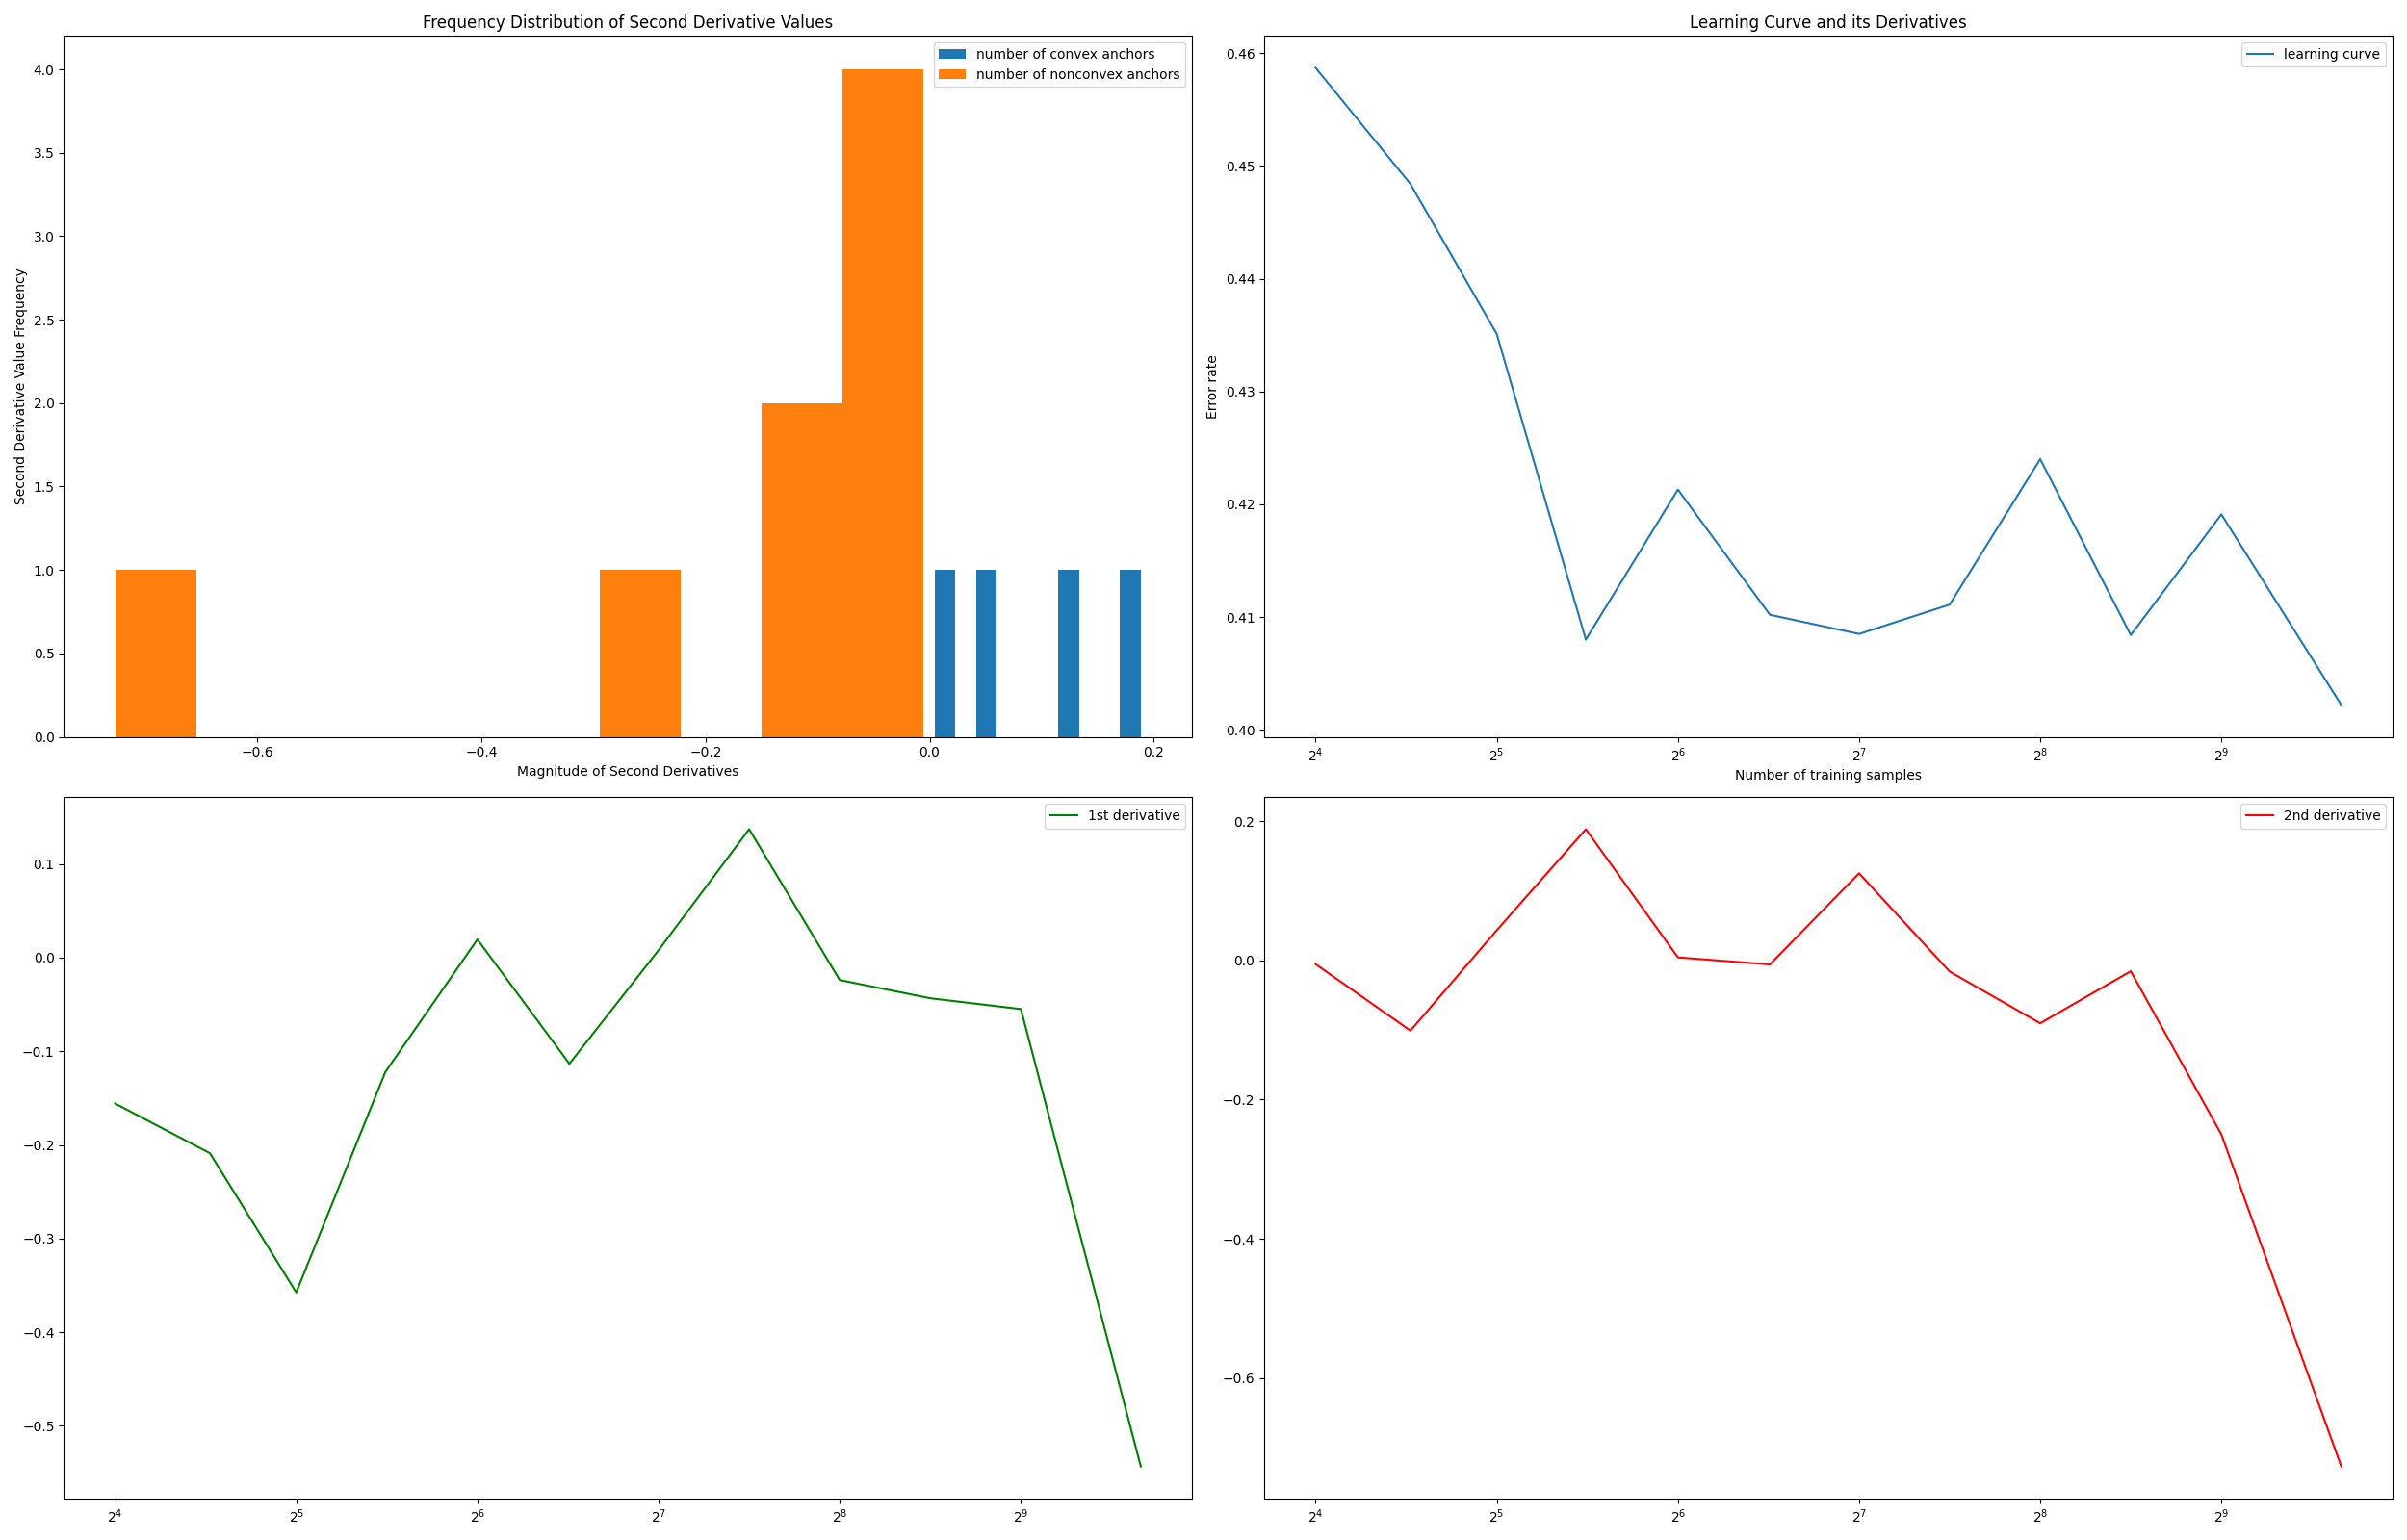 Frequency Distribution of Second Derivative Values
number of convex anchors
number of nonconvex anchors
4.0
3.5
3.0
2.5
2.0
1.5
1.0
0.5
0.0
Second Derivative Value Frequency
−0.6 −0.4 −0.2 0.0 0.2
Magnitude of Second Derivatives
Learning Curve and its Derivatives
learning curve
0.46
0.45
0.44
0.43
0.42
0.41
0.40
Error rate
2⁴ 2⁵ 2⁶ 2⁷ 2⁸ 2⁹
Number of training samples
1st derivative
0.1
0.0
−0.1
−0.2
−0.3
−0.4
−0.5
2⁴ 2⁵ 2⁶ 2⁷ 2⁸ 2⁹
2nd derivative
0.2
0.0
−0.2
−0.4
−0.6
2⁴ 2⁵ 2⁶ 2⁷ 2⁸ 2⁹